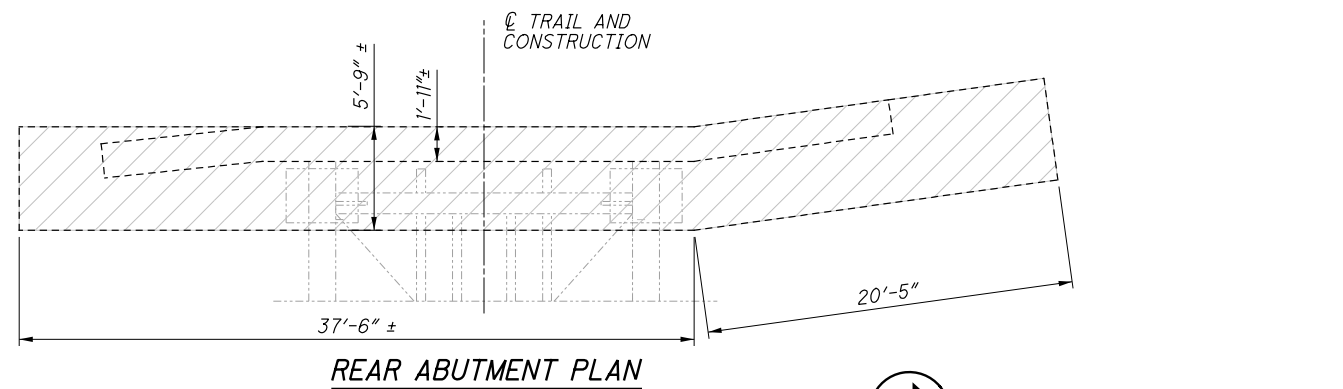 ℄ TRAIL AND
CONSTRUCTION
5'-9" ±
1'-11"±
20'-5"
37'-6" ±
REAR ABUTMENT PLAN